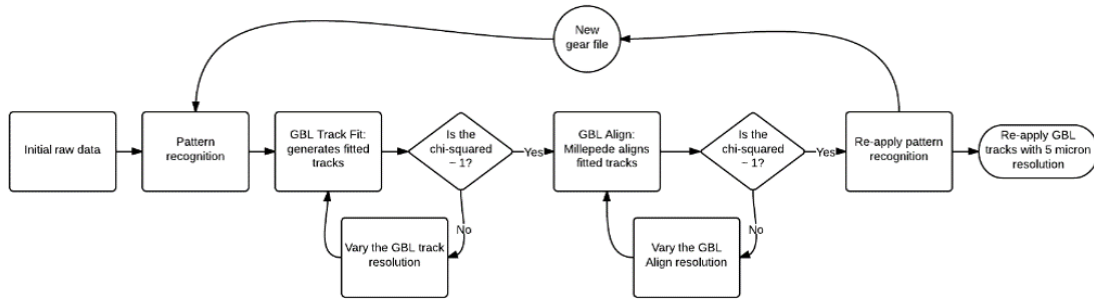 New
gear file
Initial raw data
Pattern
recognition
GBL Track Fit:
generates fitted
tracks
Is the
chi-squared
~ 1?
Yes
No
Vary the GBL track
resolution
GBL Align:
Millepede aligns
fitted tracks
Is the
chi-squared
~ 1?
Yes
No
Vary the GBL
Align resolution
Re-apply pattern
recognition
Re-apply GBL
tracks with 5 micron
resolution